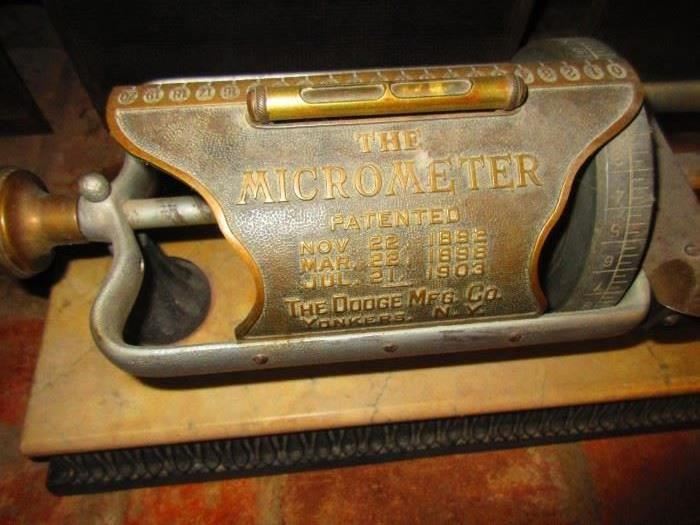 THE
MICROMETER
PATENTED
NOV. 22, 1892
MAR. 22, 1896
JUL. 21, 1903
THE DODGE MFG. CO.
YONKERS, N.Y.